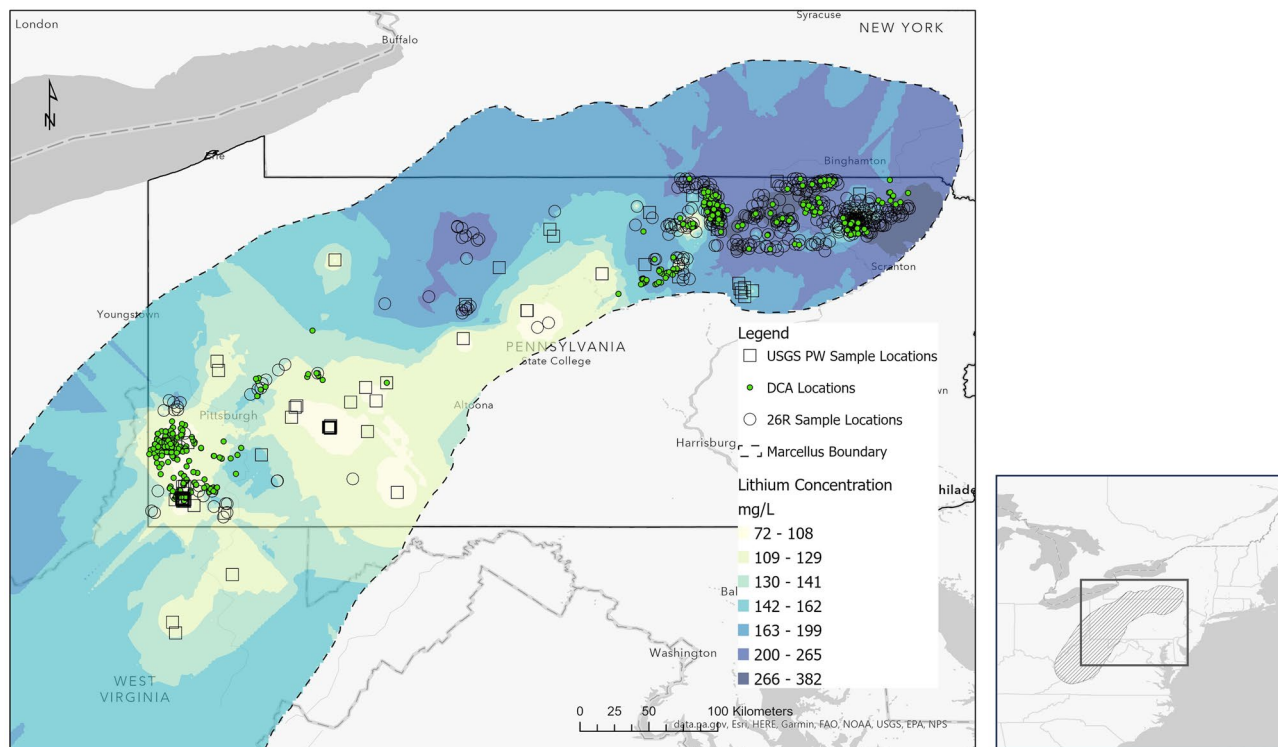 London
Syracuse
NEW YORK
Buffalo
N
Erie
Binghamton
Scranton
Youngstown
PENNSYLVANIA
State College
Pittsburgh
Altoona
Harrisburg
wn
Philade
Ba
Washington
WEST
VIRGINIA
Legend
USGS PW Sample Locations
DCA Locations
26R Sample Locations
Marcellus Boundary
Lithium Concentration
mg/L
72 - 108
109 - 129
130 - 141
142 - 162
163 - 199
200 - 265
266 - 382
0 25 50 100 Kilometers
data.pa.gov, Esri, HERE, Garmin, FAO, NOAA, USGS, EPA, NPS